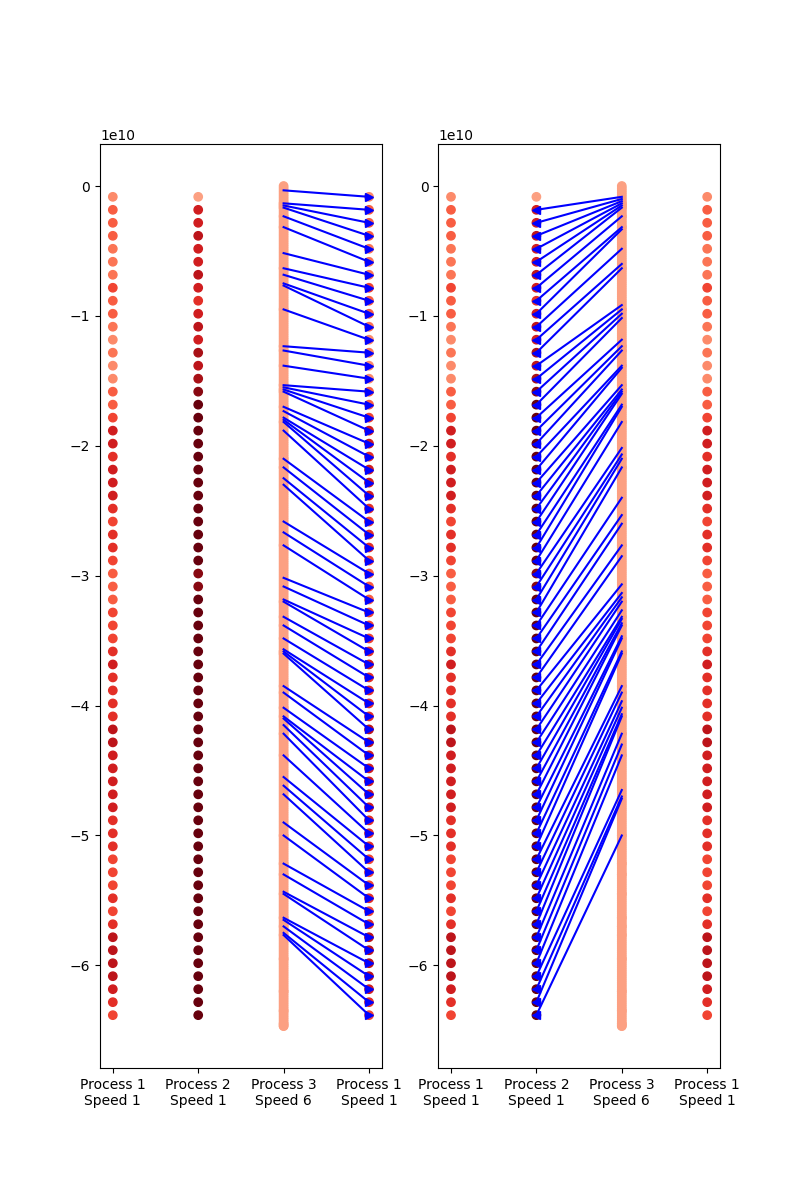 1e10
0
−1
−2
−3
−4
−5
−6
Process 1
Speed 1
Process 2
Speed 1
Process 3
Speed 6
Process 1
Speed 1
1e10
0
−1
−2
−3
−4
−5
−6
Process 1
Speed 1
Process 2
Speed 1
Process 3
Speed 6
Process 1
Speed 1